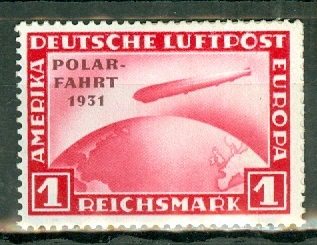 DEUTSCHE LUFTPOST
AMERIKA
EUROPA
POLAR-
FAHRT
1931
1 REICHSMARK 1